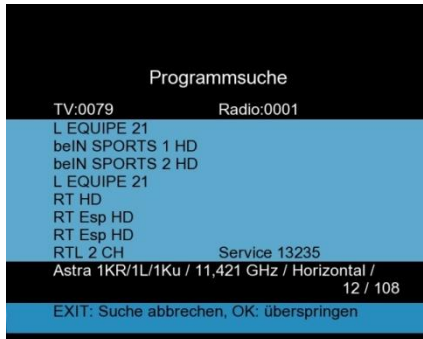 Programmsuche
TV:0079 Radio:0001
L EQUIPE 21
beIN SPORTS 1 HD
beIN SPORTS 2 HD
L EQUIPE 21
RT HD
RT Esp HD
RT Esp HD
RTL 2 CH Service 13235
Astra 1KR/1L/1Ku / 11,421 GHz / Horizontal /
12 / 108
EXIT: Suche abbrechen, OK: überspringen